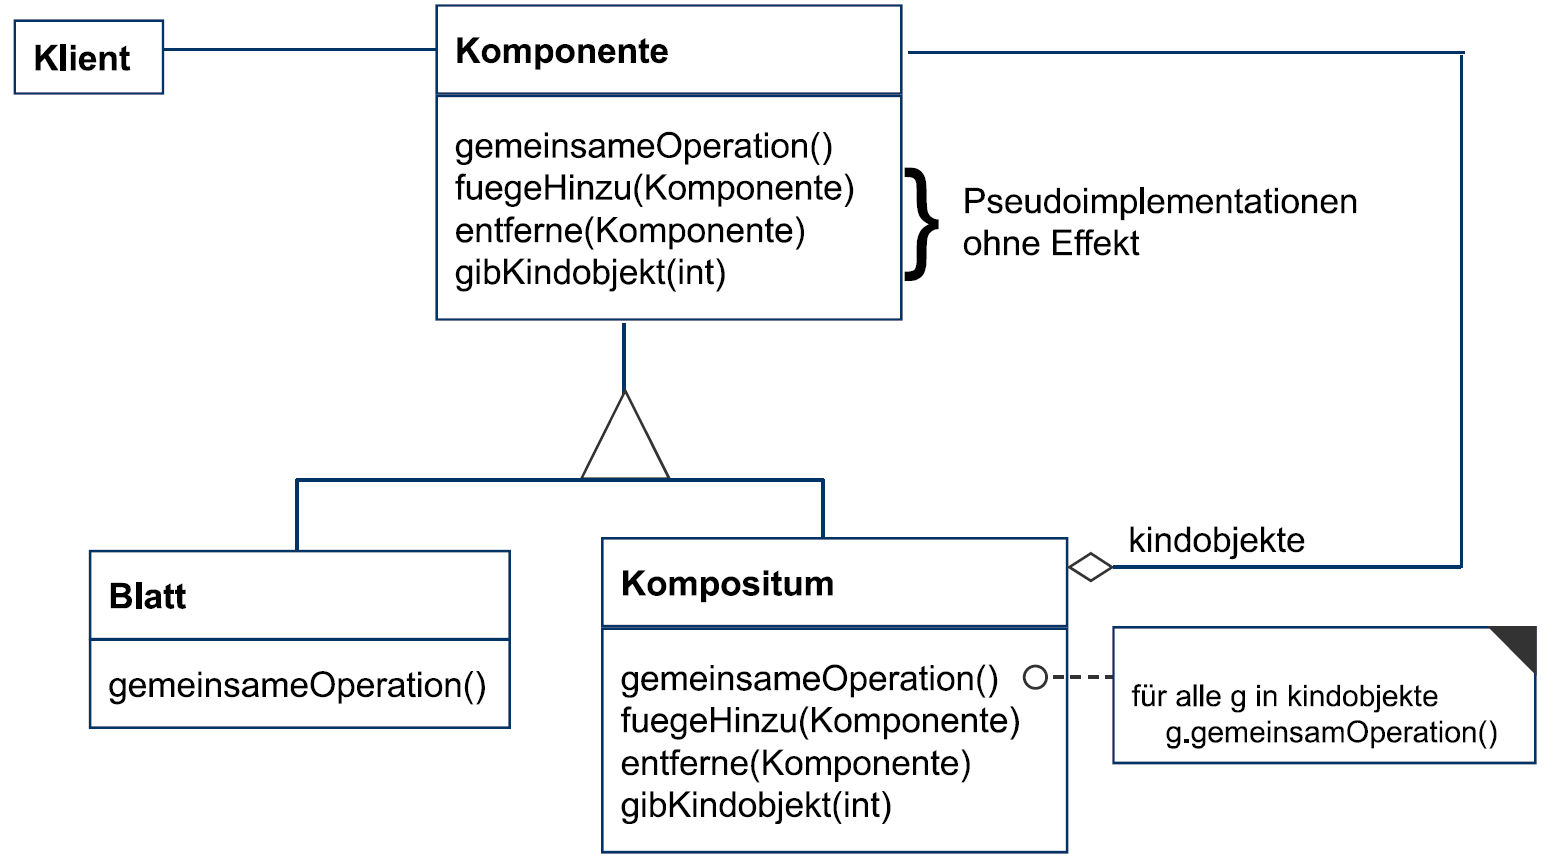 Klient
Komponente
gemeinsameOperation()
fuegeHinzu(Komponente)
entferne(Komponente)
gibKindobjekt(int)
}
Pseudoimplementationen
ohne Effekt
kindobjekte
Blatt
gemeinsameOperation()
Kompositum
gemeinsameOperation()
fuegeHinzu(Komponente)
entferne(Komponente)
gibKindobjekt(int)
für alle g in kindobjekte
g.gemeinsamOperation()